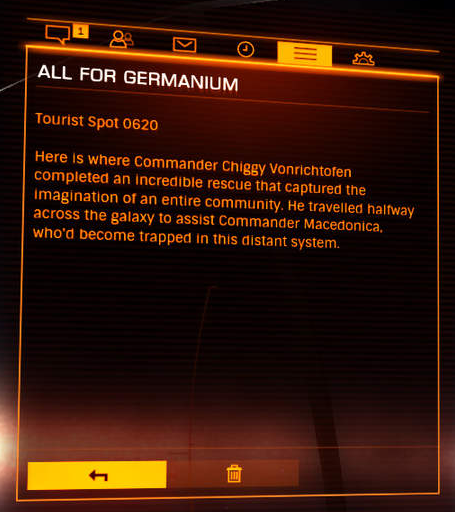 1
ALL FOR GERMANIUM
Tourist Spot 0620
Here is where Commander Chiggy Vonrichtofen
completed an incredible rescue that captured the
imagination of an entire community. He travelled halfway
across the galaxy to assist Commander Macedonica,
who'd become trapped in this distant system.